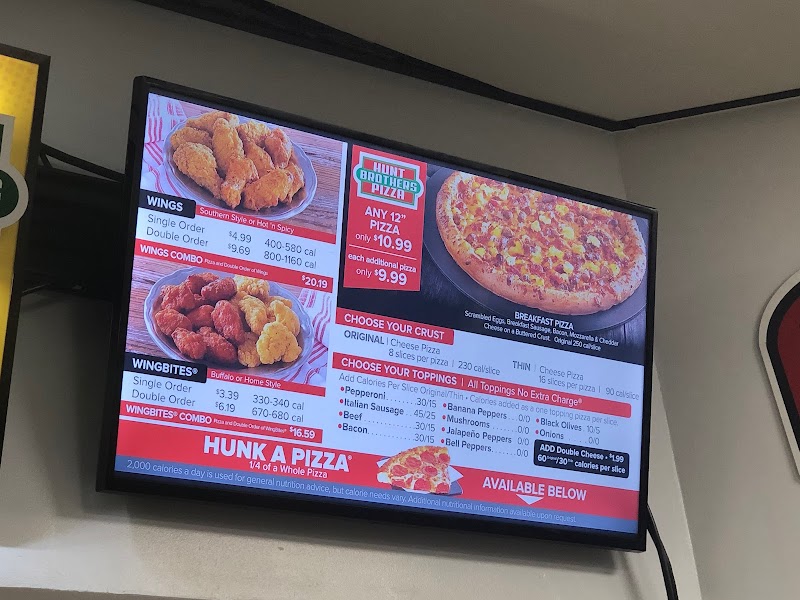 WINGS
Southern Style or Hot 'n Spicy
Single Order $4.99 400-580 cal
Double Order $9.69 800-1160 cal
WINGS COMBO Pizza and Double Order of Wings $20.19
WINGBITES®
Buffalo or Home Style
Single Order $3.39 330-340 cal
Double Order $6.19 670-680 cal
WINGBITES® COMBO Pizza and Double Order of WingBites® $16.59
HUNT
BROTHERS
PIZZA
ANY 12"
PIZZA
only $10.99
each additional pizza
only $9.99
BREAKFAST PIZZA
Scrambled Eggs, Breakfast Sausage, Bacon, Mozzarella & Cheddar
Cheese on a Buttered Crust. Original 250 cal/slice
CHOOSE YOUR CRUST
ORIGINAL | Cheese Pizza
8 slices per pizza | 230 cal/slice
THIN | Cheese Pizza
16 slices per pizza | 90 cal/slice
CHOOSE YOUR TOPPINGS | All Toppings No Extra Charge®
Add Calories Per Slice Original/Thin • Calories added as a one topping pizza per slice.
•Pepperoni.......30/15
•Italian Sausage..45/25
•Beef............30/15
•Bacon...........30/15
•Banana Peppers...0/0
•Mushrooms.......0/0
•Jalapeño Peppers..0/0
•Bell Peppers......0/0
•Black Olives..10/5
•Onions.......0/0
ADD Double Cheese • $1.99
60 Original/30 Thin calories per slice
HUNK A PIZZA®
1/4 of a Whole Pizza
AVAILABLE BELOW
2,000 calories a day is used for general nutrition advice, but calorie needs vary. Additional nutritional information available upon request.